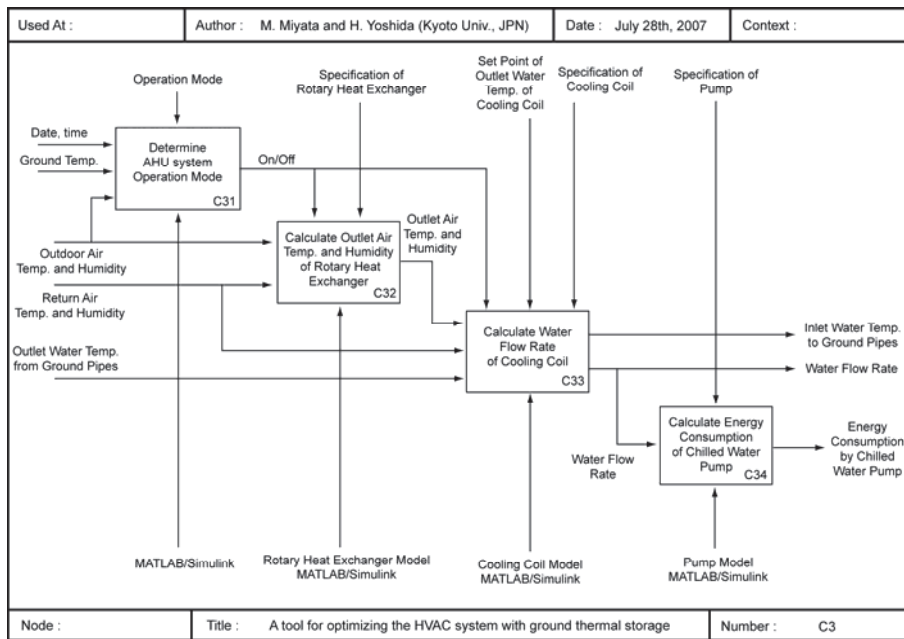 Used At :
Author : M. Miyata and H. Yoshida (Kyoto Univ., JPN)
Date : July 28th, 2007
Context :
Operation Mode
Specification of
Rotary Heat Exchanger
Set Point of
Outlet Water
Temp. of
Cooling Coil
Specification of
Cooling Coil
Specification of
Pump
Date, time
Ground Temp.
Determine
AHU system
Operation Mode
C31
On/Off
Outdoor Air
Temp. and Humidity
Calculate Outlet Air
Temp. and Humidity
of Rotary Heat
Exchanger
C32
Outlet Air
Temp. and
Humidity
Return Air
Temp. and Humidity
Outlet Water Temp.
from Ground Pipes
Calculate Water
Flow Rate
of Cooling Coil
C33
Inlet Water Temp.
to Ground Pipes
Water Flow Rate
Water Flow
Rate
Calculate Energy
Consumption
of Chilled Water
Pump
C34
Energy
Consumption
by Chilled
Water Pump
MATLAB/Simulink
Rotary Heat Exchanger Model
MATLAB/Simulink
Cooling Coil Model
MATLAB/Simulink
Pump Model
MATLAB/Simulink
Node :
Title : A tool for optimizing the HVAC system with ground thermal storage
Number : C3